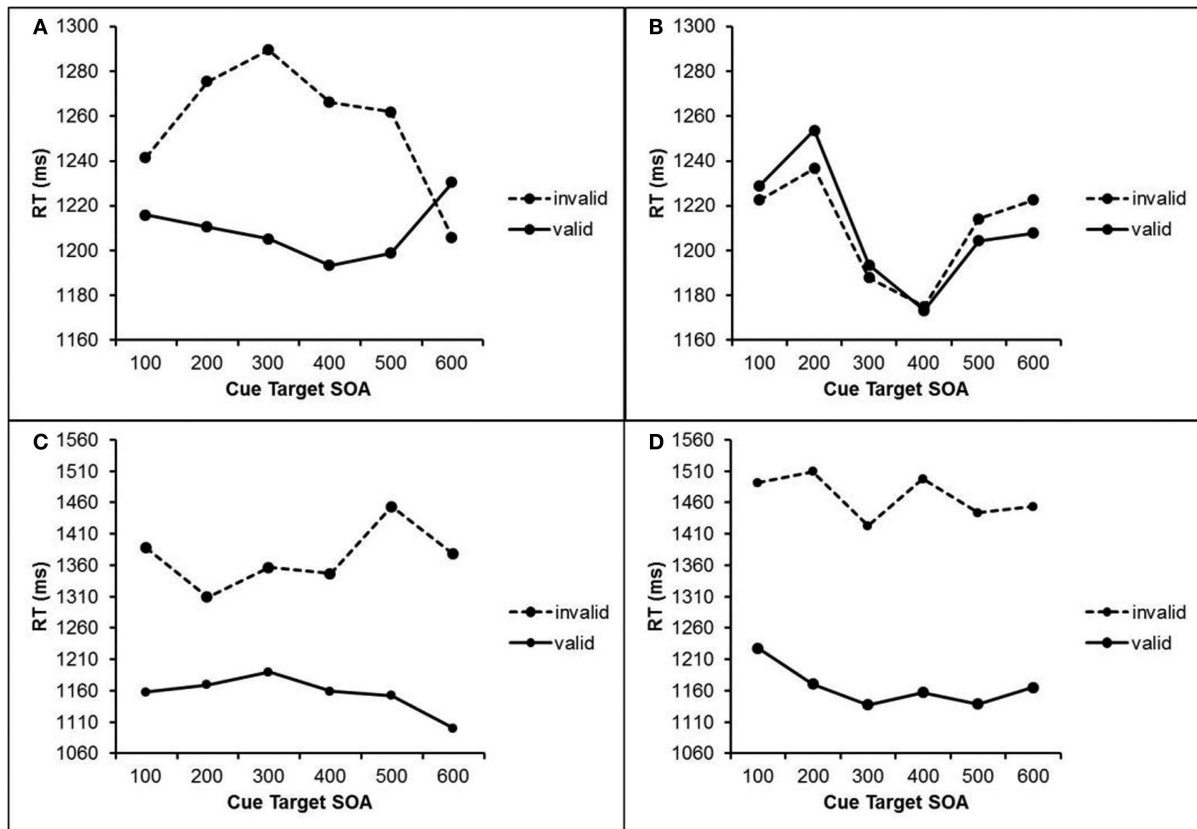 A
1300
1280
1260
1240
1220
1200
1180
1160
RT (ms)
100 200 300 400 500 600
Cue Target SOA
invalid
valid
B
1300
1280
1260
1240
1220
1200
1180
1160
RT (ms)
100 200 300 400 500 600
Cue Target SOA
invalid
valid
C
1560
1510
1460
1410
1360
1310
1260
1210
1160
1110
1060
RT (ms)
100 200 300 400 500 600
Cue Target SOA
invalid
valid
D
1560
1510
1460
1410
1360
1310
1260
1210
1160
1110
1060
RT (ms)
100 200 300 400 500 600
Cue Target SOA
invalid
valid